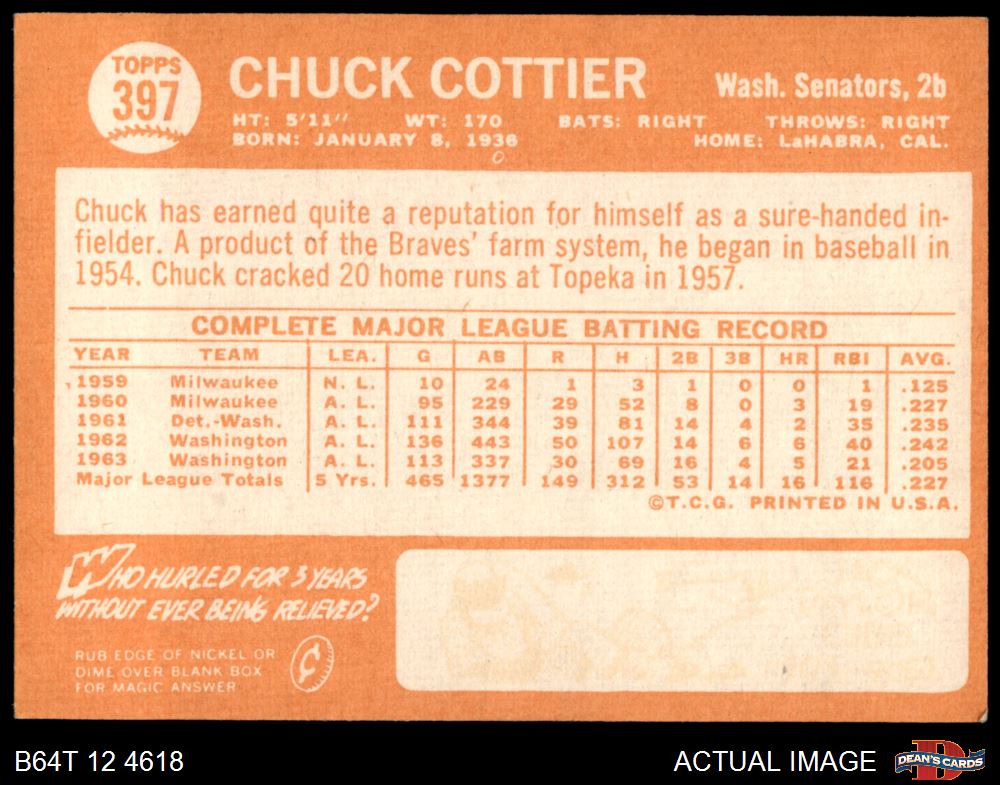 TOPPS
397
CHUCK COTTIER
Wash. Senators, 2b
HT: 5'11" WT: 170 BATS: RIGHT THROWS: RIGHT
BORN: JANUARY 8, 1936 HOME: LaHABRA, CAL.
Chuck has earned quite a reputation for himself as a sure-handed in-
fielder. A product of the Braves' farm system, he began in baseball in
1954. Chuck cracked 20 home runs at Topeka in 1957.
COMPLETE MAJOR LEAGUE BATTING RECORD
YEAR TEAM LEA. G AB R H 2B 3B HR RBI AVG.
1959 Milwaukee N. L. 10 24 1 3 1 0 0 1 .125
1960 Milwaukee A. L. 95 229 29 52 8 0 3 19 .227
1961 Det.-Wash. A. L. 111 344 39 81 14 4 2 35 .235
1962 Washington A. L. 136 443 50 107 14 6 6 40 .242
1963 Washington A. L. 113 337 30 69 16 4 5 21 .205
Major League Totals 5 Yrs. 465 1377 149 312 53 14 16 116 .227
©T.C.G. PRINTED IN U.S.A.
WHO HURLED FOR 3 YEARS
WITHOUT EVER BEING RELIEVED?
RUB EDGE OF NICKEL OR
DIME OVER BLANK BOX
FOR MAGIC ANSWER
¢
B64T 12 4618
ACTUAL IMAGE
D
DEAN'S CARDS